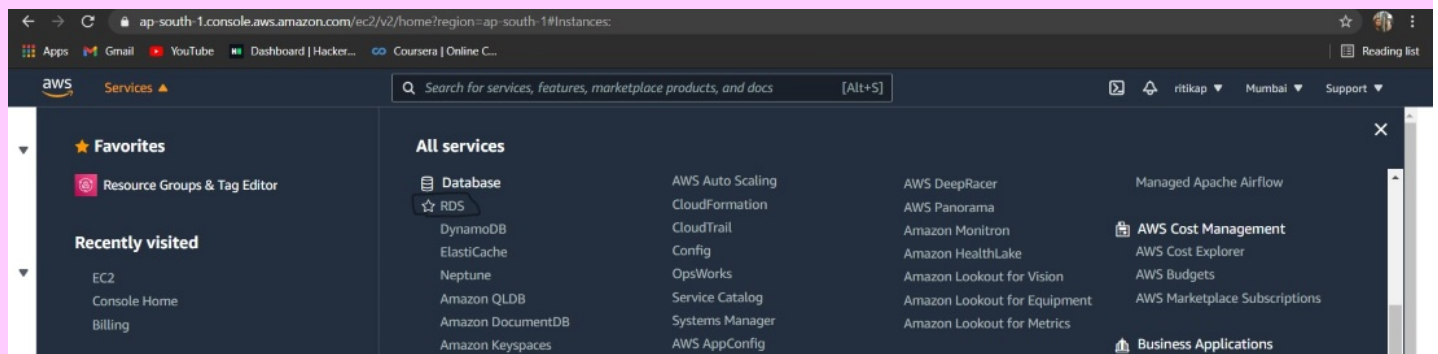 ap-south-1.console.aws.amazon.com/ec2/v2/home?region=ap-south-1#Instances:
Apps Gmail YouTube Dashboard | Hacker... Coursera | Online C... Reading list
aws Services Search for services, features, marketplace products, and docs [Alt+S] ritikap Mumbai Support
Favorites
Resource Groups & Tag Editor
Recently visited
EC2
Console Home
Billing
All services
Database
RDS
DynamoDB
ElastiCache
Neptune
Amazon QLDB
Amazon DocumentDB
Amazon Keyspaces
AWS Auto Scaling
CloudFormation
CloudTrail
Config
OpsWorks
Service Catalog
Systems Manager
AWS AppConfig
AWS DeepRacer
AWS Panorama
Amazon Monitron
Amazon HealthLake
Amazon Lookout for Vision
Amazon Lookout for Equipment
Amazon Lookout for Metrics
Managed Apache Airflow
AWS Cost Management
AWS Cost Explorer
AWS Budgets
AWS Marketplace Subscriptions
Business Applications